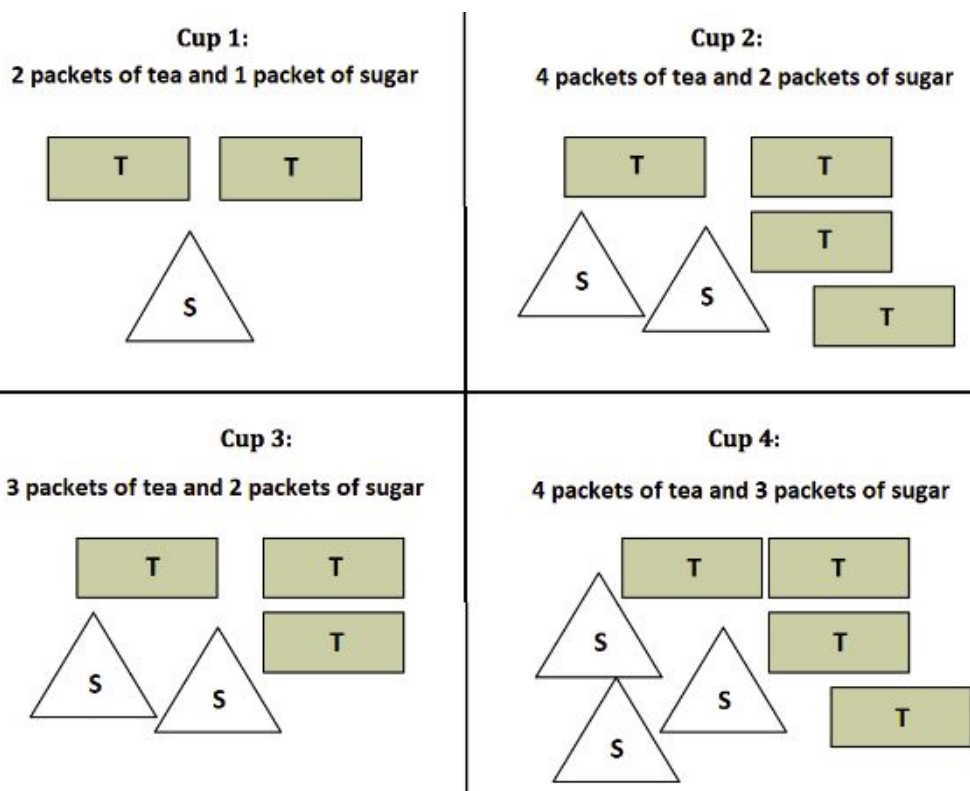 Cup 1:
2 packets of tea and 1 packet of sugar
T T
S
Cup 2:
4 packets of tea and 2 packets of sugar
T T
T
S S
T
Cup 3:
3 packets of tea and 2 packets of sugar
T T
T
S S
Cup 4:
4 packets of tea and 3 packets of sugar
T T
S T
S T
S